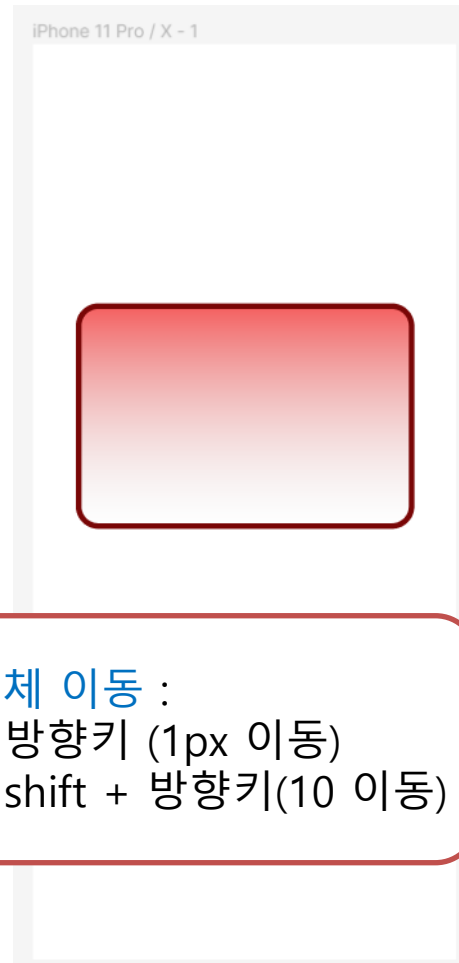 iPhone 11 Pro / X - 1
체 이동 :
방향키 (1px 이동)
shift + 방향키(10 이동)